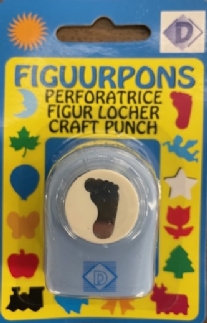 D
FIGUURPONS
PERFORATRICE
FIGUR LOCHER
CRAFT PUNCH
D